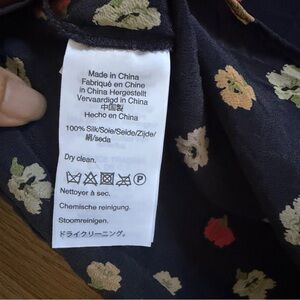 Made in China
Fabriqué en Chine
in China Hergestellt
Vervaardigd in China
中国製
Hecho en China
100% Silk/Soie/Seide/Zijde/
絹/seda
Dry clean.
P
Nettoyer à sec.
Chemische reinigung.
Stoomreinigen.
ドライクリーニング。